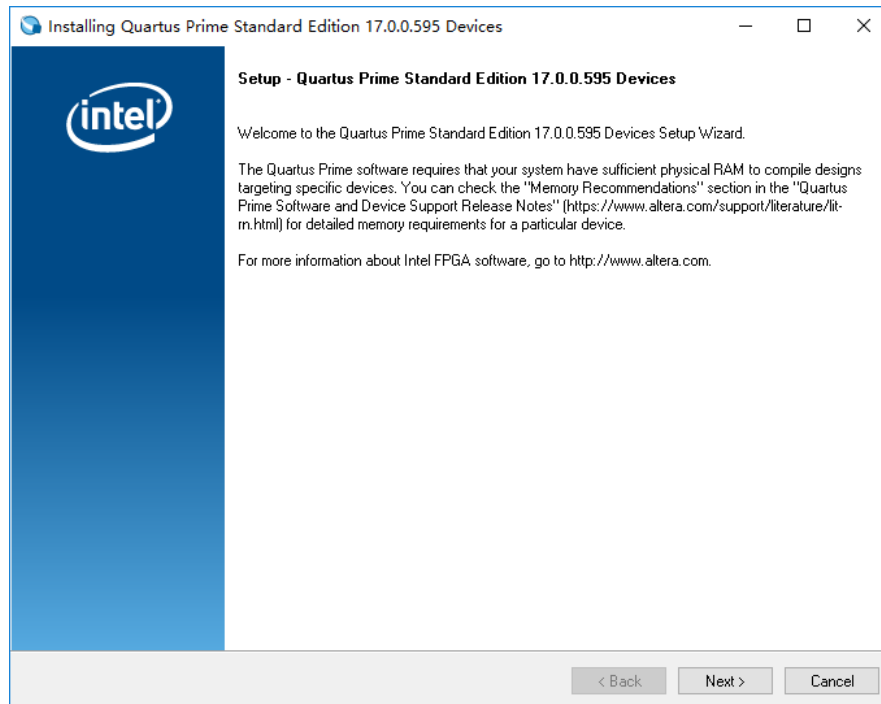 Installing Quartus Prime Standard Edition 17.0.0.595 Devices
intel
Setup - Quartus Prime Standard Edition 17.0.0.595 Devices
Welcome to the Quartus Prime Standard Edition 17.0.0.595 Devices Setup Wizard.
The Quartus Prime software requires that your system have sufficient physical RAM to compile designs
targeting specific devices. You can check the "Memory Recommendations" section in the "Quartus
Prime Software and Device Support Release Notes" (https://www.altera.com/support/literature/lit-
rn.html) for detailed memory requirements for a particular device.
For more information about Intel FPGA software, go to http://www.altera.com.
< Back
Next >
Cancel